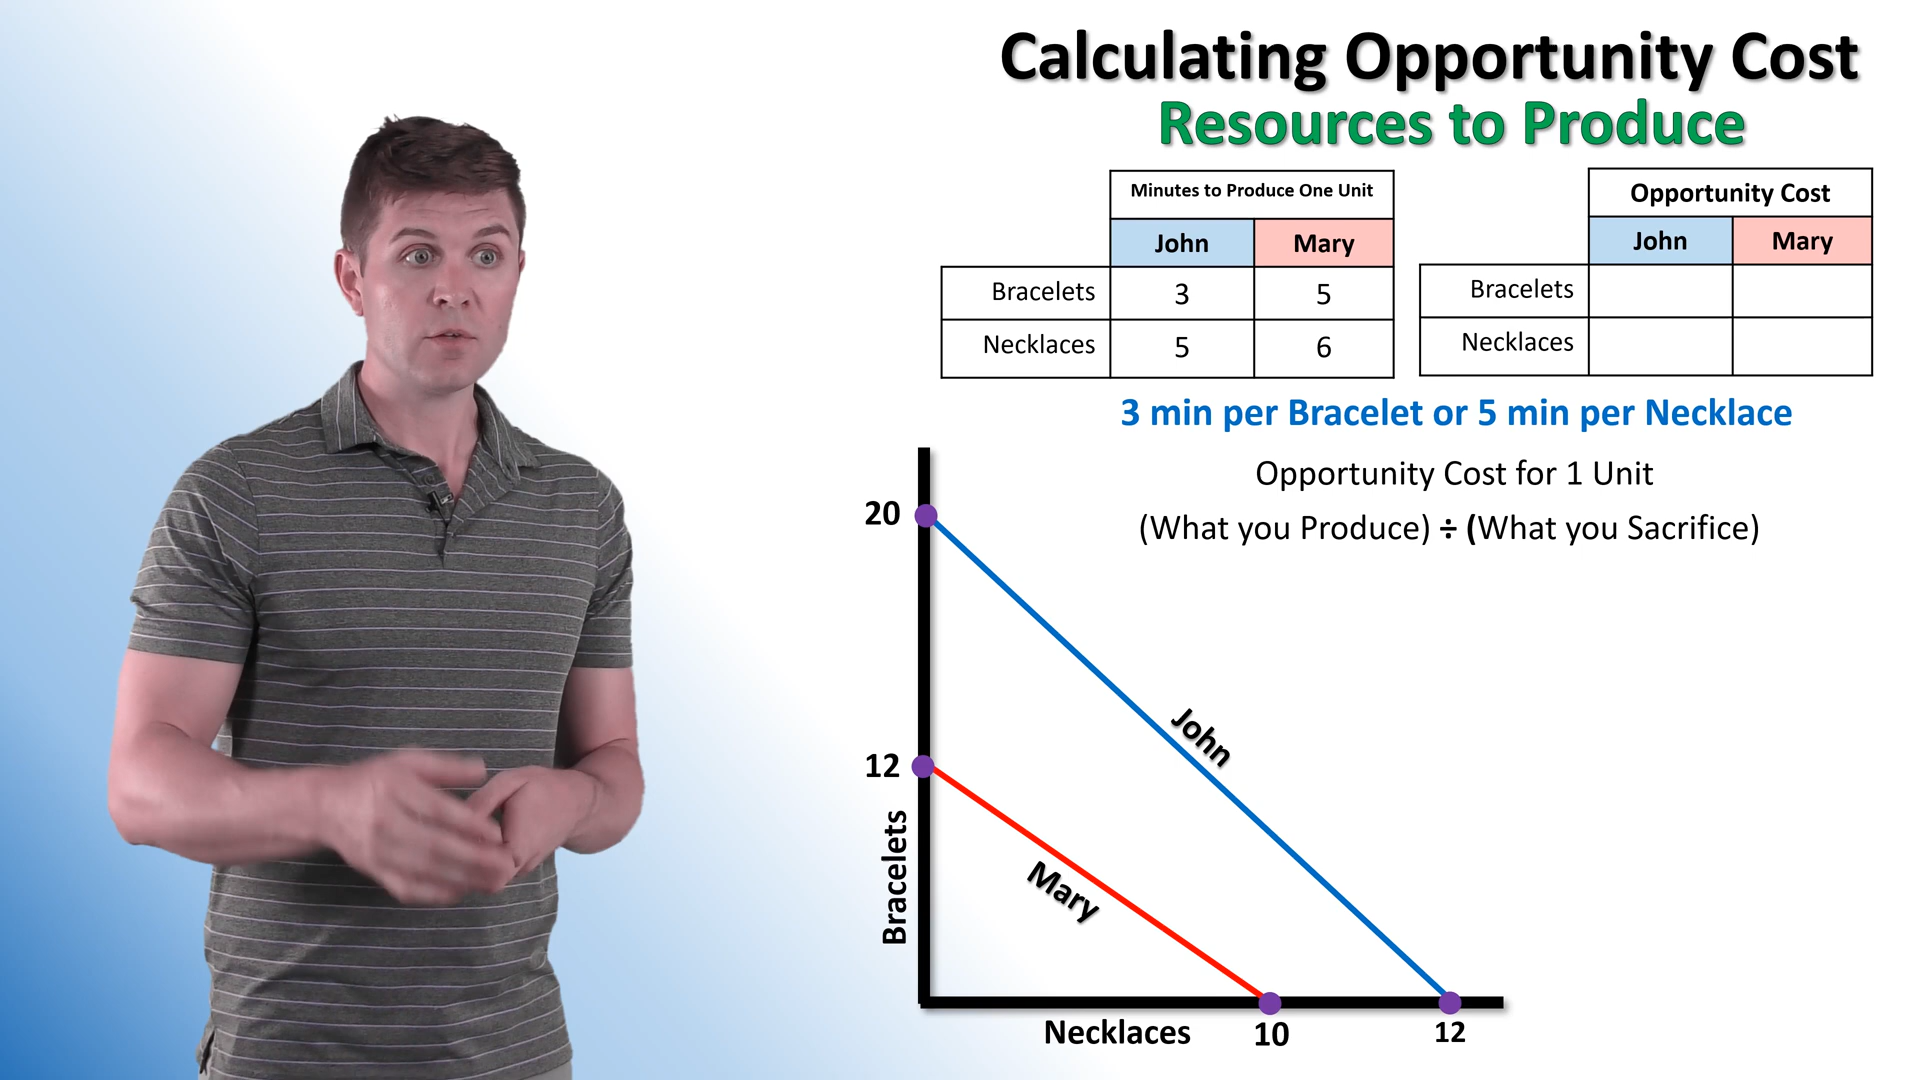 Calculating Opportunity Cost
Resources to Produce
Minutes to Produce One Unit
John Mary
Bracelets 3 5
Necklaces 5 6
Opportunity Cost
John Mary
Bracelets
Necklaces
3 min per Bracelet or 5 min per Necklace
Opportunity Cost for 1 Unit
(What you Produce) ÷ (What you Sacrifice)
20
John
12
Mary
Bracelets
Necklaces 10 12